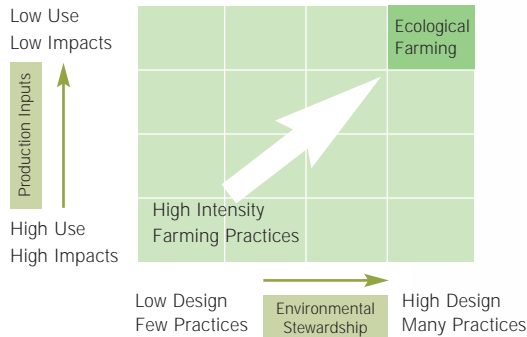 Low Use
Low Impacts
Ecological
Farming
Production Inputs
High Intensity
Farming Practices
High Use
High Impacts
Low Design
Few Practices
Environmental
Stewardship
High Design
Many Practices